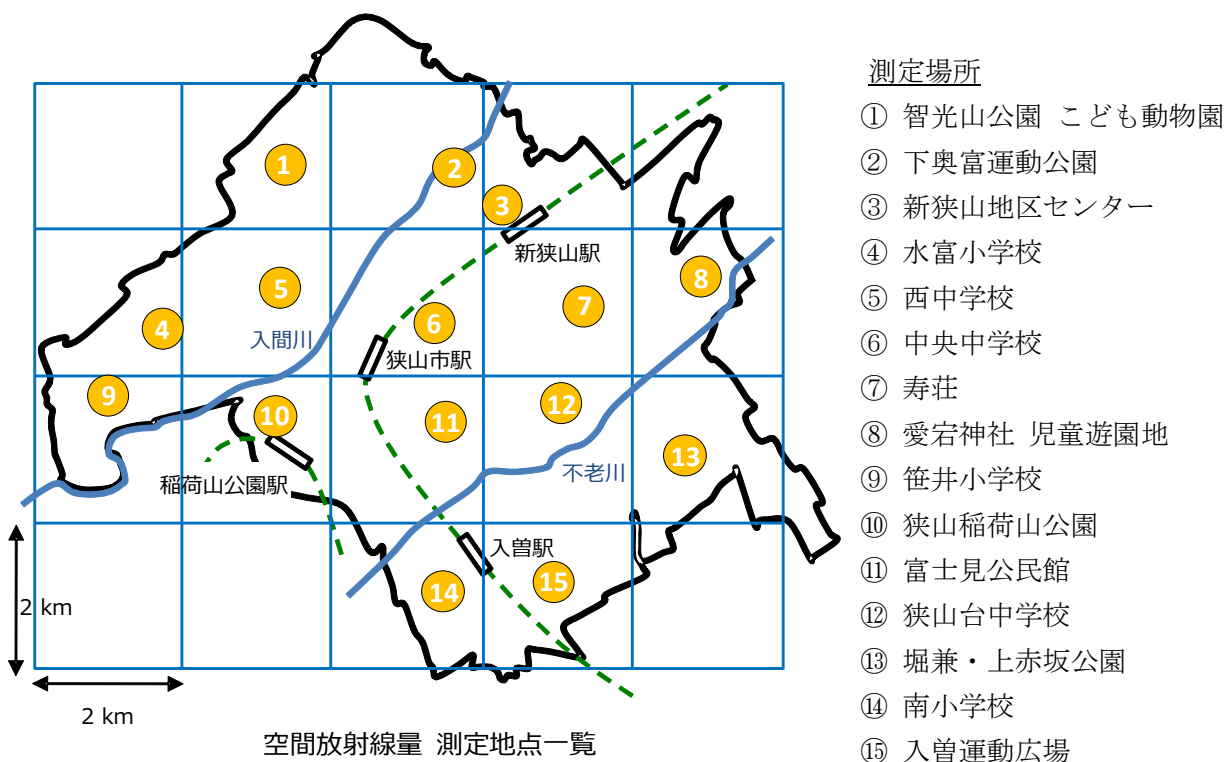 測定場所
① 智光山公園 こども動物園
② 下奥富運動公園
③ 新狭山地区センター
④ 水富小学校
⑤ 西中学校
⑥ 中央中学校
⑦ 寿荘
⑧ 愛宕神社 児童遊園地
⑨ 笹井小学校
⑩ 狭山稲荷山公園
⑪ 富士見公民館
⑫ 狭山台中学校
⑬ 堀兼・上赤坂公園
⑭ 南小学校
⑮ 入曽運動広場
1
2
3
新狭山駅
4
5
6
7
8
入間川
狭山市駅
9
10
11
12
13
稲荷山公園駅
不老川
入曽駅
14
15
2 km
2 km
空間放射線量 測定地点一覧